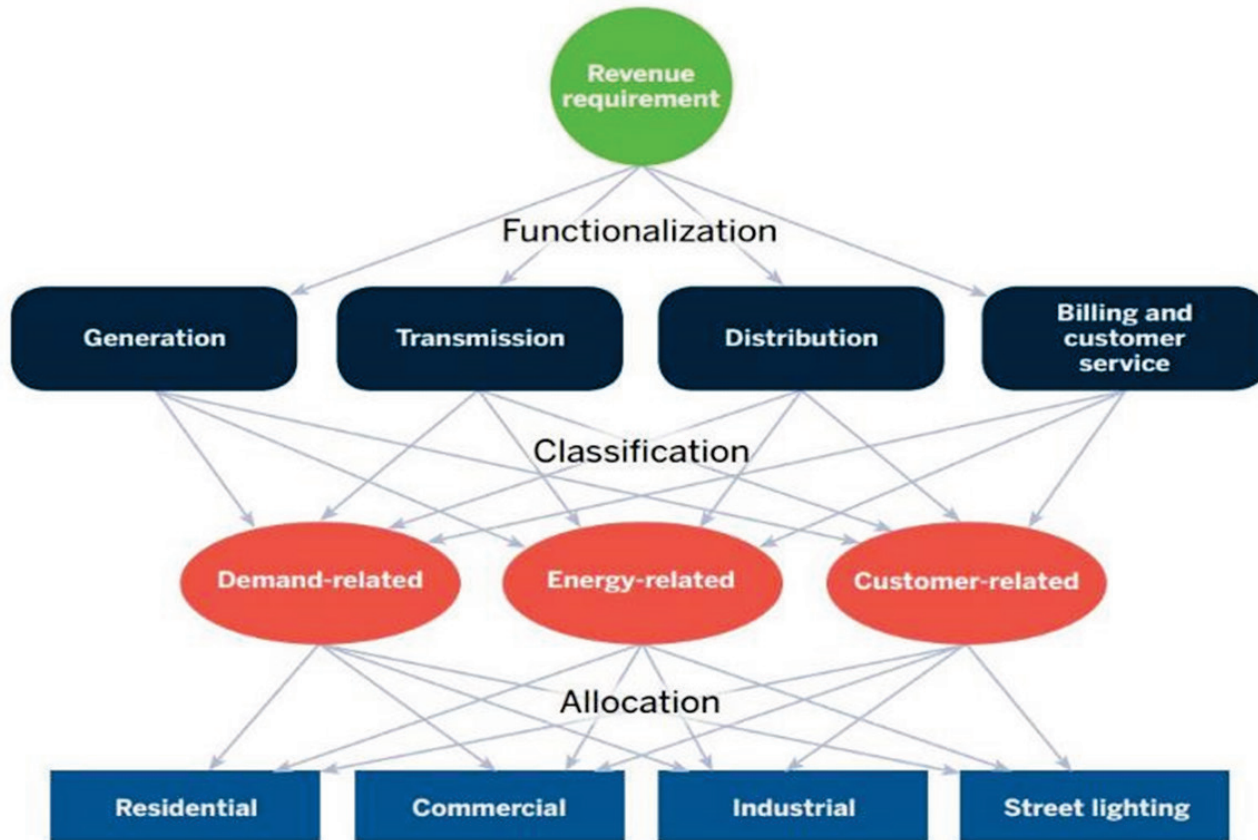 Revenue
requirement
Functionalization
Generation
Transmission
Distribution
Billing and
customer
service
Classification
Demand-related
Energy-related
Customer-related
Allocation
Residential
Commercial
Industrial
Street lighting